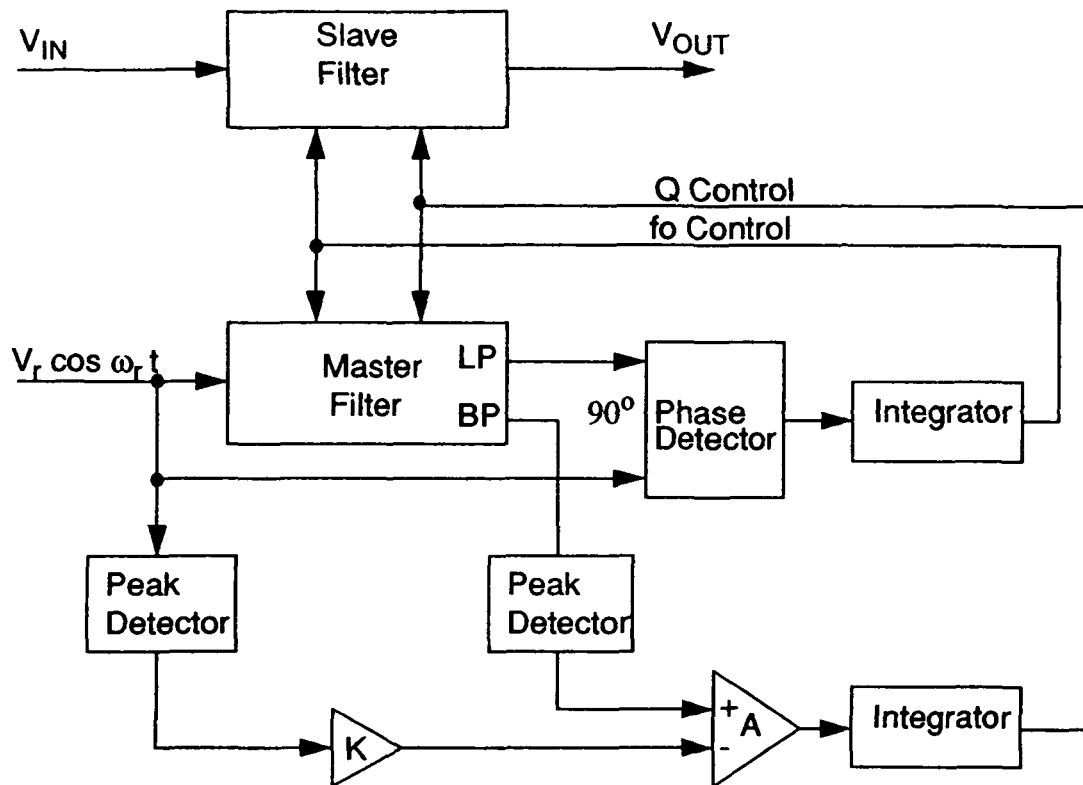 V_IN
Slave
Filter
V_OUT
Q Control
fo Control
V_r cos ω_r t
Master
Filter
LP
BP
90°
Phase
Detector
Integrator
Peak
Detector
Peak
Detector
K
+
-
A
Integrator